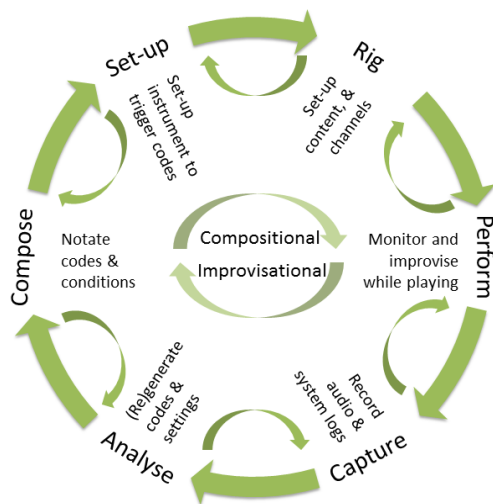 Set-up
Set-up
instrument to
trigger codes
Rig
Set-up
content, &
channels
Perform
Monitor and
improvise
while playing
Capture
Record
audio &
system logs
Analyse
(Re)generate
codes &
settings
Compose
Notate
codes &
conditions
Compositional
Improvisational